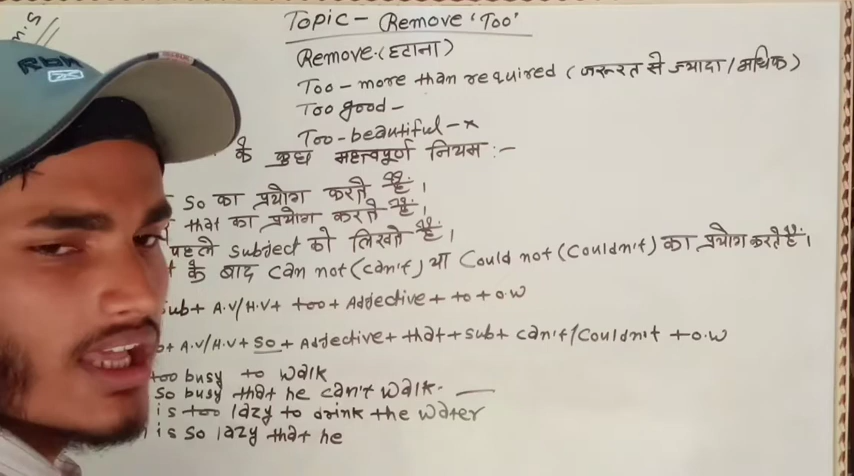 M.S
Topic - Remove 'Too'
Remove (हटाना)
Too - more than required (जरूरत से ज्यादा/अधिक)
Too good -
Too - beautiful - x
के कुछ महत्त्वपूर्ण नियम :-
So का प्रयोग करते हैं।
that का प्रयोग करते हैं।
पहले subject को लिखते हैं।
के बाद can not (can't) या Could not (Couldn't) का प्रयोग करते हैं।
Sub + A.V/H.V + too + Adjective + to + O.W
+ A.V/H.V + So + Adjective + that + sub + can't/Couldn't + O.W
too busy to walk
so busy that he can't walk.
is too lazy to drink the water
is so lazy that he